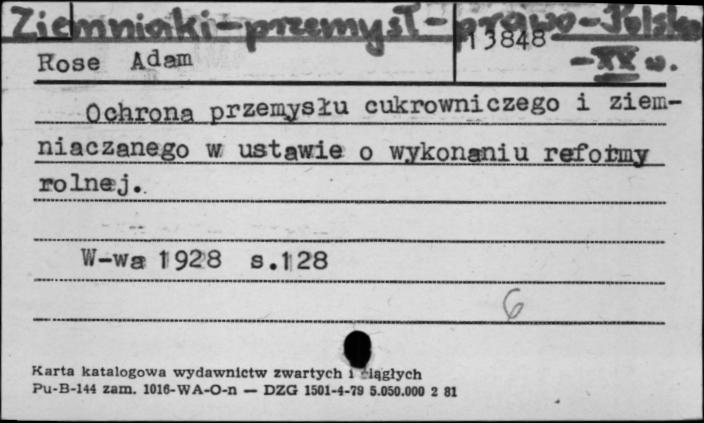 Ziemniaki-przemysł-prawo-Polska
13848
-XX w.
Rose Adam
Ochrona przemysłu cukrowniczego i ziem-
niaczanego w ustawie o wykonaniu reformy
rolnej.
W-wa 1928 s.128
6
Karta katalogowa wydawnictw zwartych i ciągłych
Pu-B-144 zam. 1016-WA-O-n — DZG 1501-4-79 5.050.000 2 81